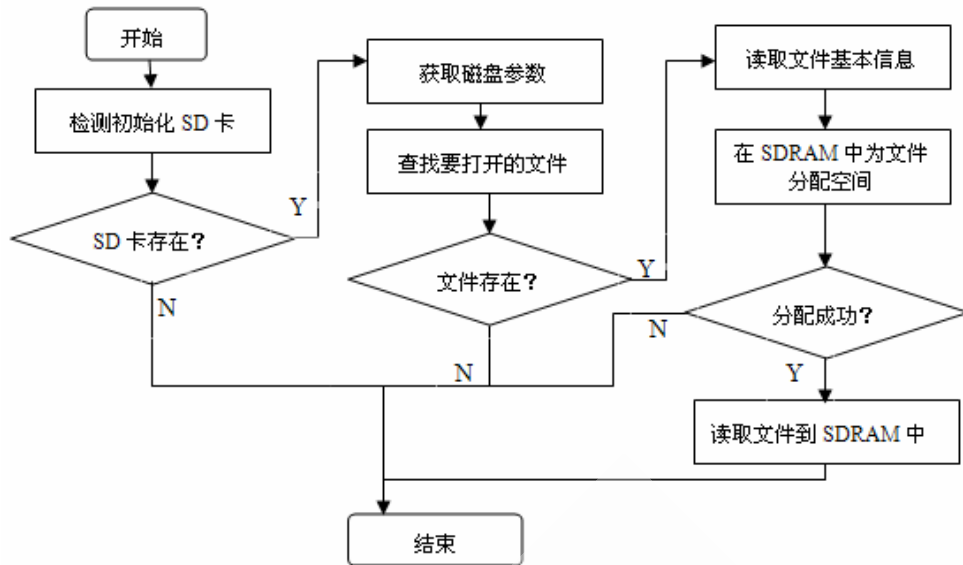 开始
检测初始化 SD 卡
SD 卡存在?
Y
N
获取磁盘参数
查找要打开的文件
文件存在?
Y
N
读取文件基本信息
在 SDRAM 中为文件
分配空间
分配成功?
N
Y
读取文件到 SDRAM 中
结束